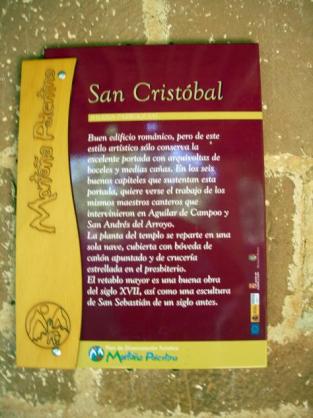 San Cristóbal
Buen edificio románico, pero de este
estilo artístico sólo conserva la
excelente portada con arquivoltas de
boceles y medias cañas. En los seis
buenos capiteles que sustentan esta
portada, quiere verse el trabajo de los
mismos maestros canteros que
intervinieron en Aguilar de Campoo y
San Andrés del Arroyo.
La planta del templo se reparte en una
sola nave, cubierta con bóveda de
cañón apuntado y de crucería
estrellada en el presbiterio.
El retablo mayor es una buena obra
del siglo XVII, así como una escultura
de San Sebastián de un siglo antes.
Montaña Palentina
Plan de Dinamización Turística
Montaña Palentina